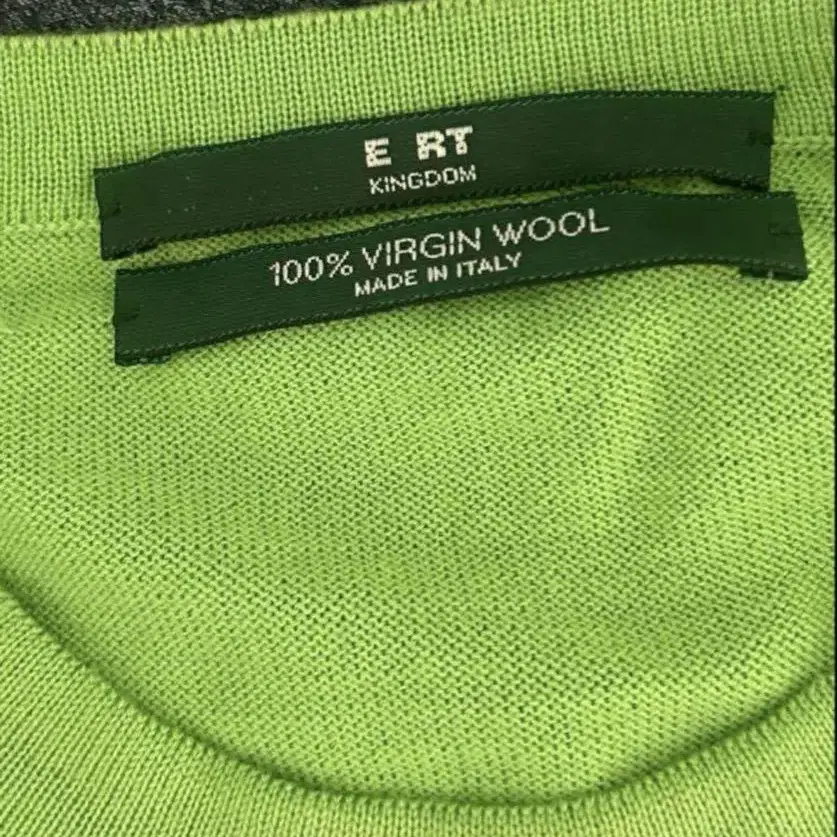 E RT
KINGDOM
100% VIRGIN WOOL
MADE IN ITALY